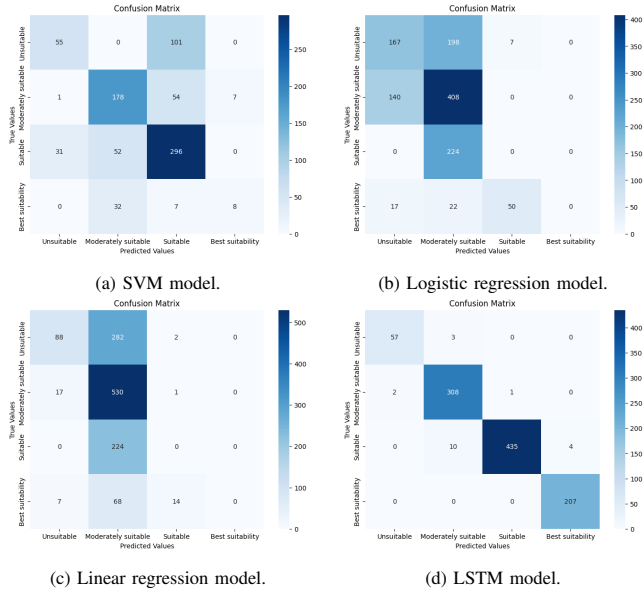 Confusion Matrix
True Values
Unsuitable
Moderately suitable
Suitable
Best suitability
55 0 101 0
1 178 54 7
31 52 296 0
0 32 7 8
Unsuitable Moderately suitable Suitable Best suitability
Predicted Values
250
200
150
100
50
0
(a) SVM model.
Confusion Matrix
True Values
Unsuitable
Moderately suitable
Suitable
Best suitability
167 198 7 0
140 408 0 0
0 224 0 0
17 22 50 0
Unsuitable Moderately suitable Suitable Best suitability
Predicted Values
400
350
300
250
200
150
100
50
0
(b) Logistic regression model.
Confusion Matrix
True Values
Unsuitable
Moderately suitable
Suitable
Best suitability
88 282 2 0
17 530 1 0
0 224 0 0
7 68 14 0
Unsuitable Moderately suitable Suitable Best suitability
Predicted Values
500
400
300
200
100
0
(c) Linear regression model.
Confusion Matrix
True Values
Unsuitable
Moderately suitable
Suitable
Best suitability
57 3 0 0
2 308 1 0
0 10 435 4
0 0 0 207
Unsuitable Moderately suitable Suitable Best suitability
Predicted Values
400
350
300
250
200
150
100
50
0
(d) LSTM model.